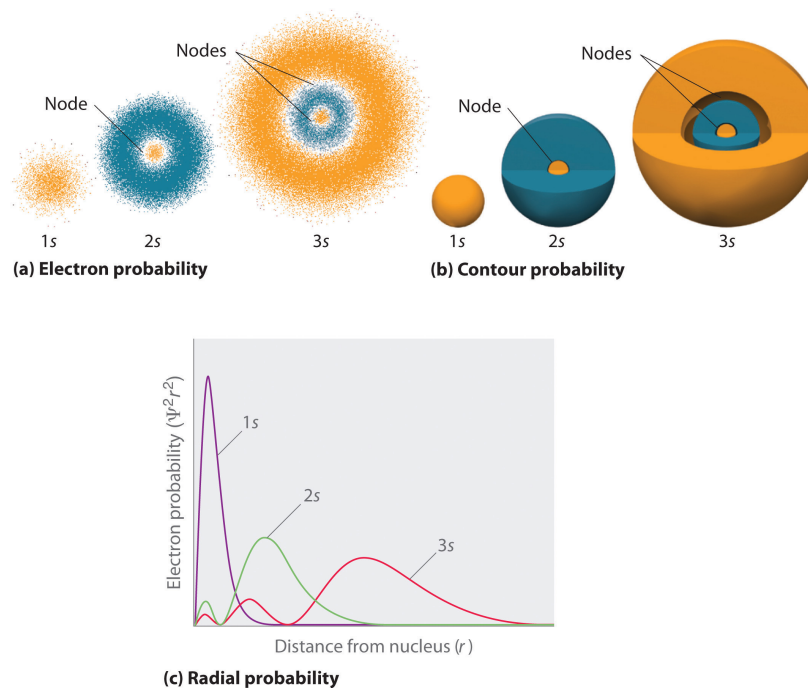 Nodes
Node
1s
2s
3s
(a) Electron probability
Nodes
Node
1s
2s
3s
(b) Contour probability
Electron probability (Ψ²r²)
1s
2s
3s
Distance from nucleus (r)
(c) Radial probability